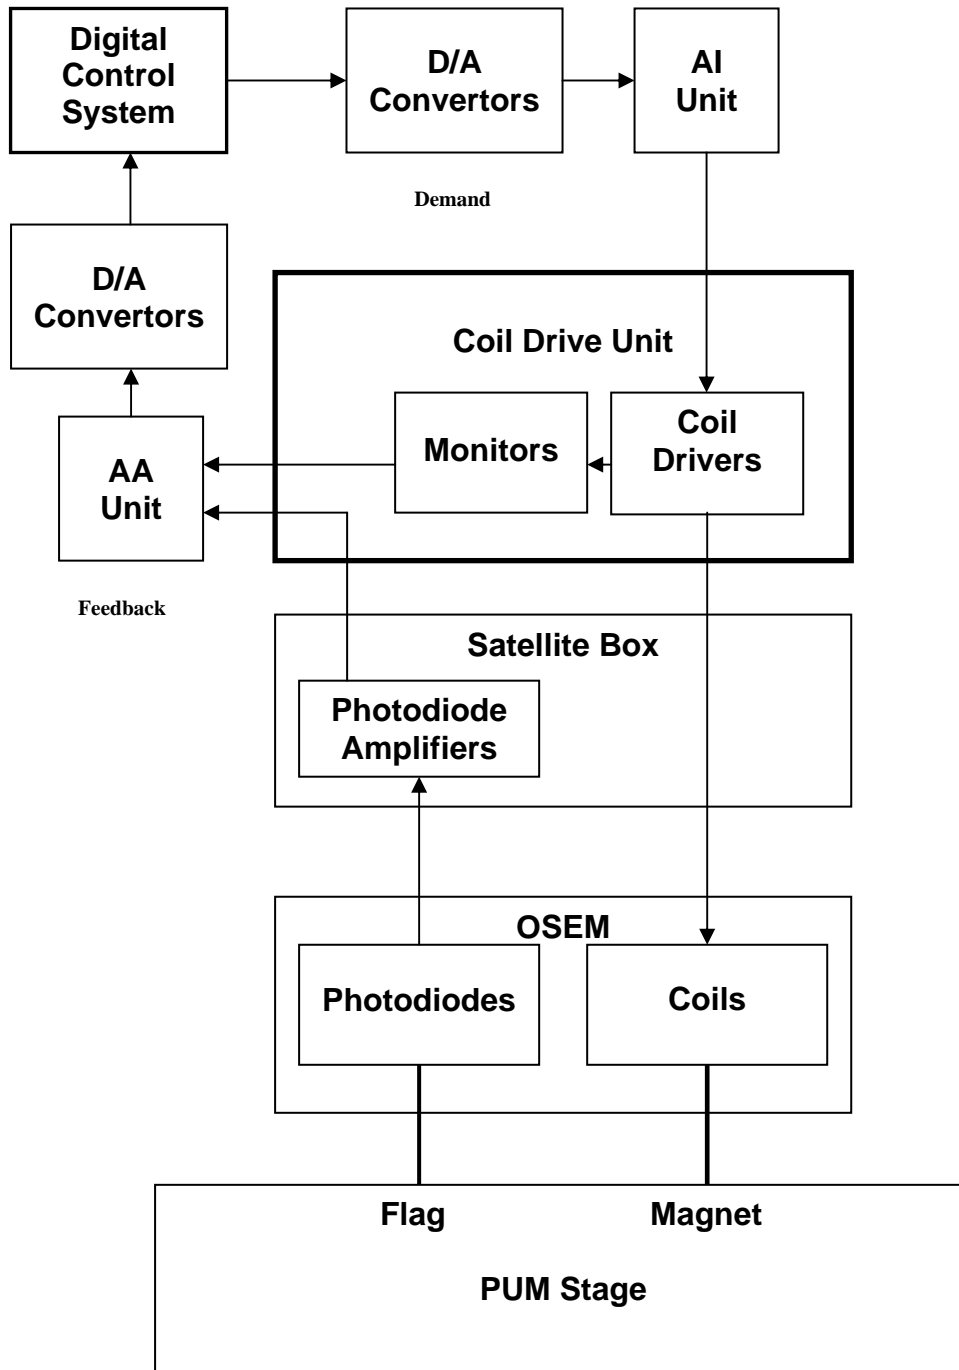 Digital
Control
System
D/A
Convertors
AI
Unit
Demand
D/A
Convertors
Coil Drive Unit
Monitors
Coil
Drivers
AA
Unit
Feedback
Satellite Box
Photodiode
Amplifiers
OSEM
Photodiodes
Coils
Flag
Magnet
PUM Stage